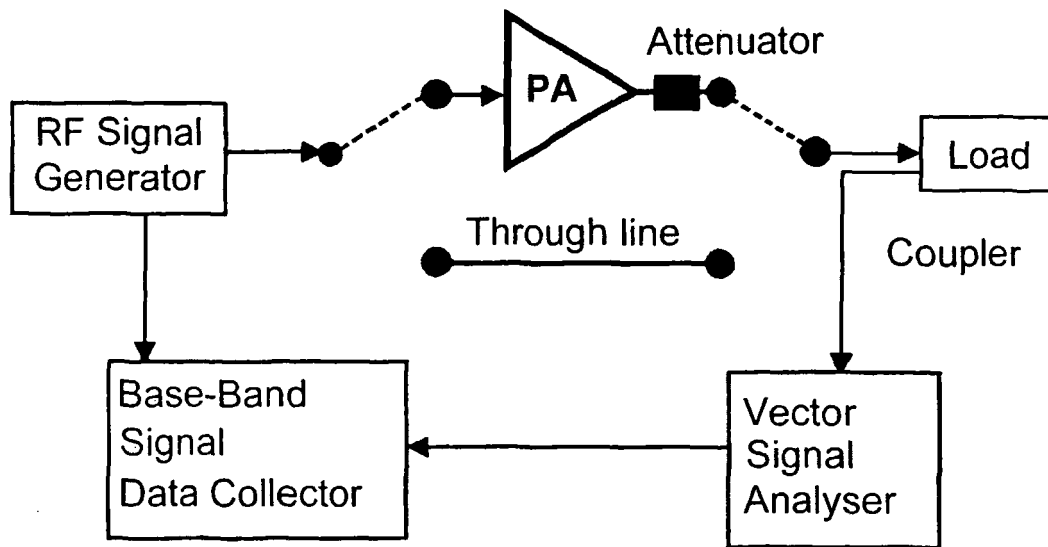 Attenuator
PA
RF Signal
Generator
Load
Through line
Coupler
Base-Band
Signal
Data Collector
Vector
Signal
Analyser